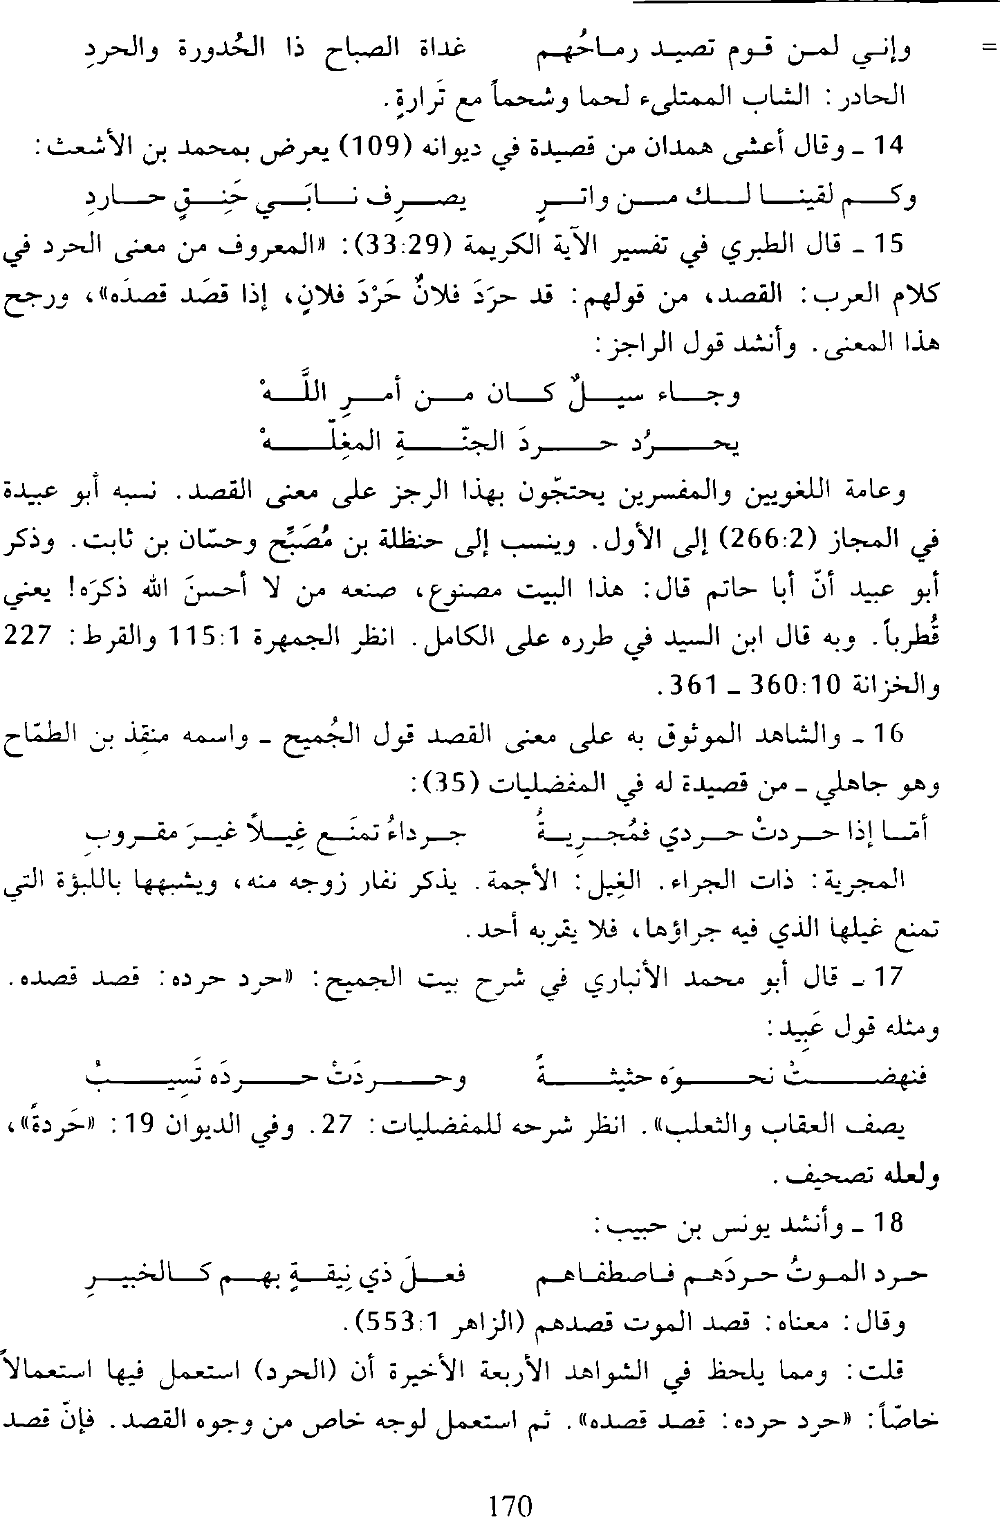 = وإني لمن قوم تصيد رماحُهم غداة الصباح ذا الخُدورة والحردِ
الحادر: الشاب الممتلىء لحما وشحماً مع تَرارةٍ.
14 ـ وقال أعشى همدان من قصيدة في ديوانه (109) يعرض بمحمد بن الأشعث:
وكم لقينا لك من واترٍ يصرِف نابَي حَنِقٍ حاردِ
15 ـ قال الطبري في تفسير الآية الكريمة (33:29): «المعروف من معنى الحرد في
كلام العرب: القصد، من قولهم: قد حرَدَ فلانٌ حَرْدَ فلانٍ، إذا قصَد قصدَه»، ورجح
هذا المعنى. وأنشد قول الراجز:
وجاء سيلٌ كان من أمرِ اللَّهْ
يحرُد حردَ الجنّةِ المغِلّهْ
وعامة اللغويين والمفسرين يحتجّون بهذا الرجز على معنى القصد. نسبه أبو عبيدة
في المجاز (266:2) إلى الأول. وينسب إلى حنظلة بن مُصَبِّح وحسّان بن ثابت. وذكر
أبو عبيد أنّ أبا حاتم قال: هذا البيت مصنوع، صنعه من لا أحسنَ الله ذكرَه! يعني
قُطرباً. وبه قال ابن السيد في طرره على الكامل. انظر الجمهرة 115:1 والقرط: 227
والخزانة 360:10 ـ 361.
16 ـ والشاهد الموثوق به على معنى القصد قول الجُميح ـ واسمه منقِذ بن الطمّاح
وهو جاهلي ـ من قصيدة له في المفضليات (35):
أمّا إذا حردتْ حردي فمُجرِيةُ جرداءُ تمنَع غِيلاً غيرَ مقروبِ
المجرية: ذات الجراء. الغِيل: الأجمة. يذكر نفار زوجه منه، ويشبهها باللبؤة التي
تمنع غيلها الذي فيه جراؤها، فلا يقربه أحد.
17 ـ قال أبو محمد الأنباري في شرح بيت الجميح: «حرد حرده: قصد قصده.
ومثله قول عَبِيد:
فنهضتُ نحوَه حثيثةً وحردَتْ حردَه تَسِيبُ
يصف العقاب والثعلب». انظر شرحه للمفضليات: 27. وفي الديوان 19: «حَردةً»،
ولعله تصحيف.
18 ـ وأنشد يونس بن حبيب:
حرد الموتُ حردَهم فاصطفاهم فعلَ ذي نِيقةٍ بهم كالخبيرِ
وقال: معناه: قصد الموت قصدهم (الزاهر 553:1).
قلت: ومما يلحظ في الشواهد الأربعة الأخيرة أن (الحرد) استعمل فيها استعمالاً
خاصّاً: «حرد حرده: قصد قصده». ثم استعمل لوجه خاص من وجوه القصد. فإنّ قصد
170